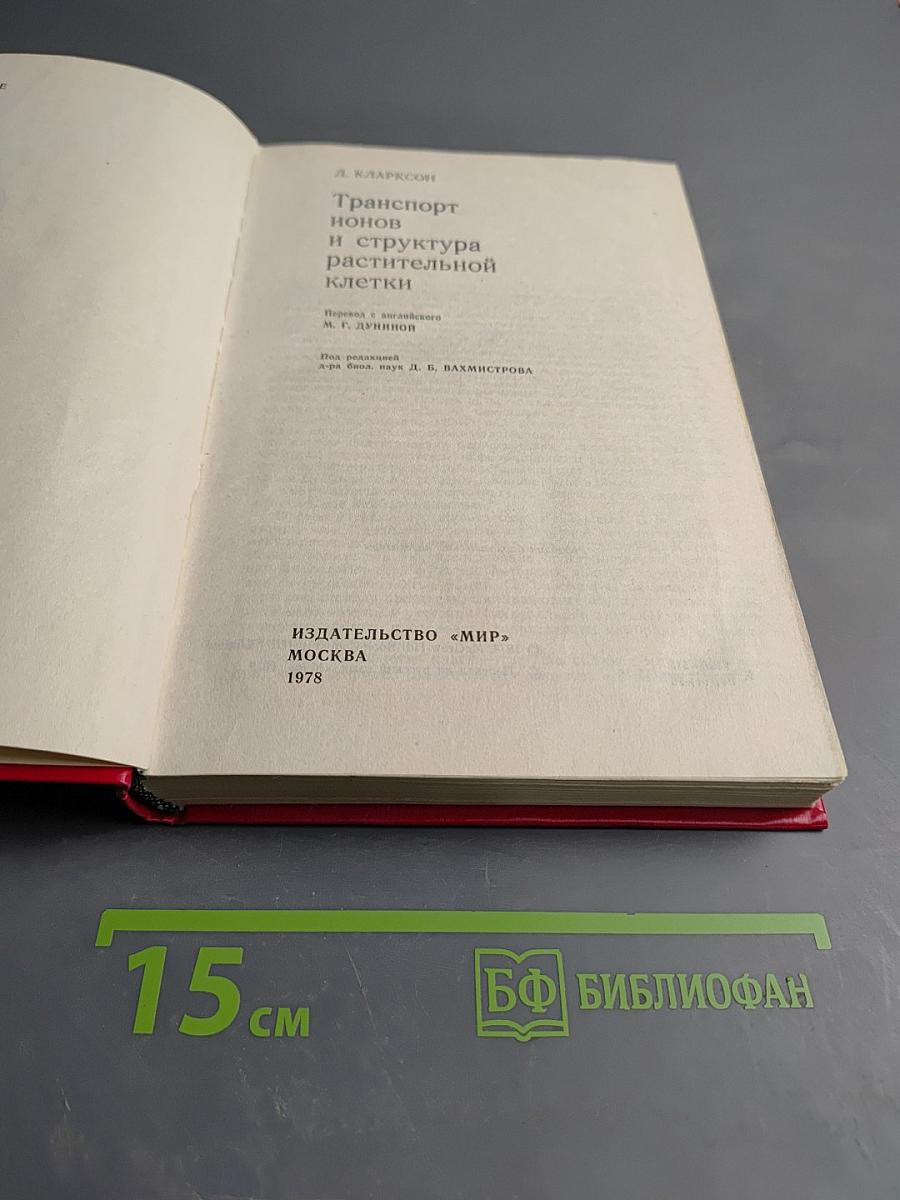 Д. КЛАРКСОН
Транспорт
ионов
и структура
растительной
клетки
Перевод с английского
М. Г. ДУНИНОЙ
Под редакцией
д-ра биол. наук Д. Б. ВАХМИСТРОВА
ИЗДАТЕЛЬСТВО «МИР»
МОСКВА
1978
15 см
БФ БИБЛИОФАН